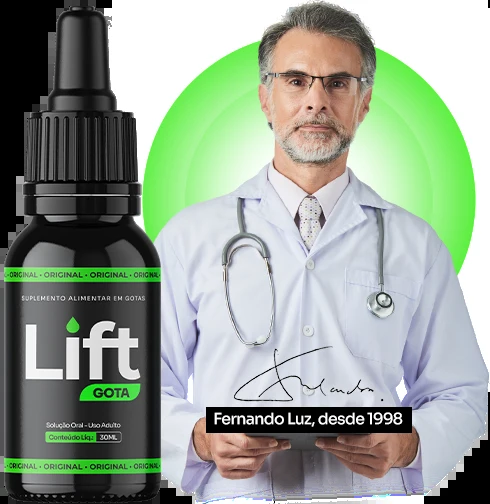 ORIGINAL • ORIGINAL • ORIGINAL
SUPLEMENTO ALIMENTAR EM GOTAS
Lift
GOTA
Solução Oral - Uso Adulto
Conteúdo Líq.: 30ML
ORIGINAL • ORIGINAL • ORIGINAL
Fernando Luz, desde 1998